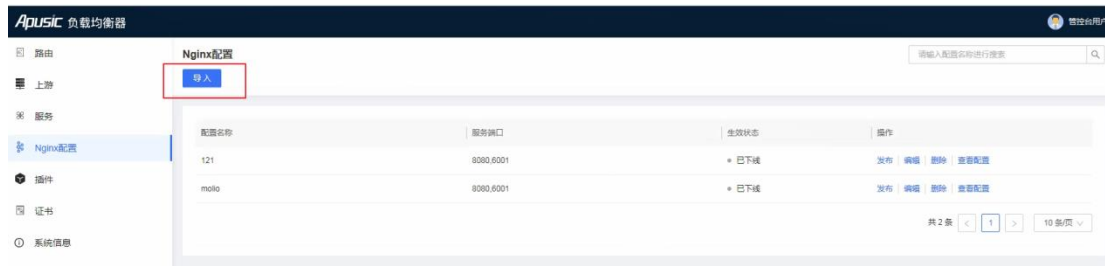 Apusic 负载均衡器
管控台用户
路由
上游
服务
Nginx配置
插件
证书
系统信息
Nginx配置
请输入配置名称进行搜索
导入
配置名称 服务端口 生效状态 操作
121 8080,6001 已下线 发布 编辑 删除 查看配置
molio 8080,6001 已下线 发布 编辑 删除 查看配置
共 2 条 < 1 > 10 条/页